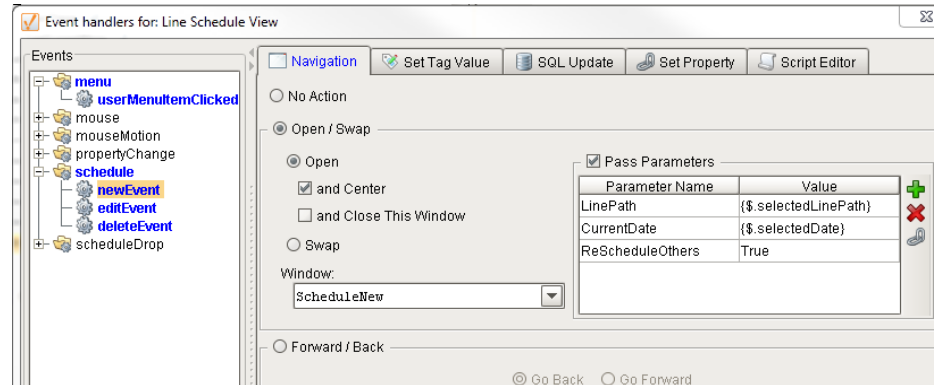 Event handlers for: Line Schedule View
Events
menu
userMenuItemClicked
mouse
mouseMotion
propertyChange
schedule
newEvent
editEvent
deleteEvent
scheduleDrop
Navigation Set Tag Value SQL Update Set Property Script Editor
No Action
Open / Swap
Open
and Center
and Close This Window
Swap
Window:
ScheduleNew
Pass Parameters
Parameter Name Value
LinePath {$.selectedLinePath}
CurrentDate {$.selectedDate}
ReScheduleOthers True
Forward / Back
Go Back Go Forward